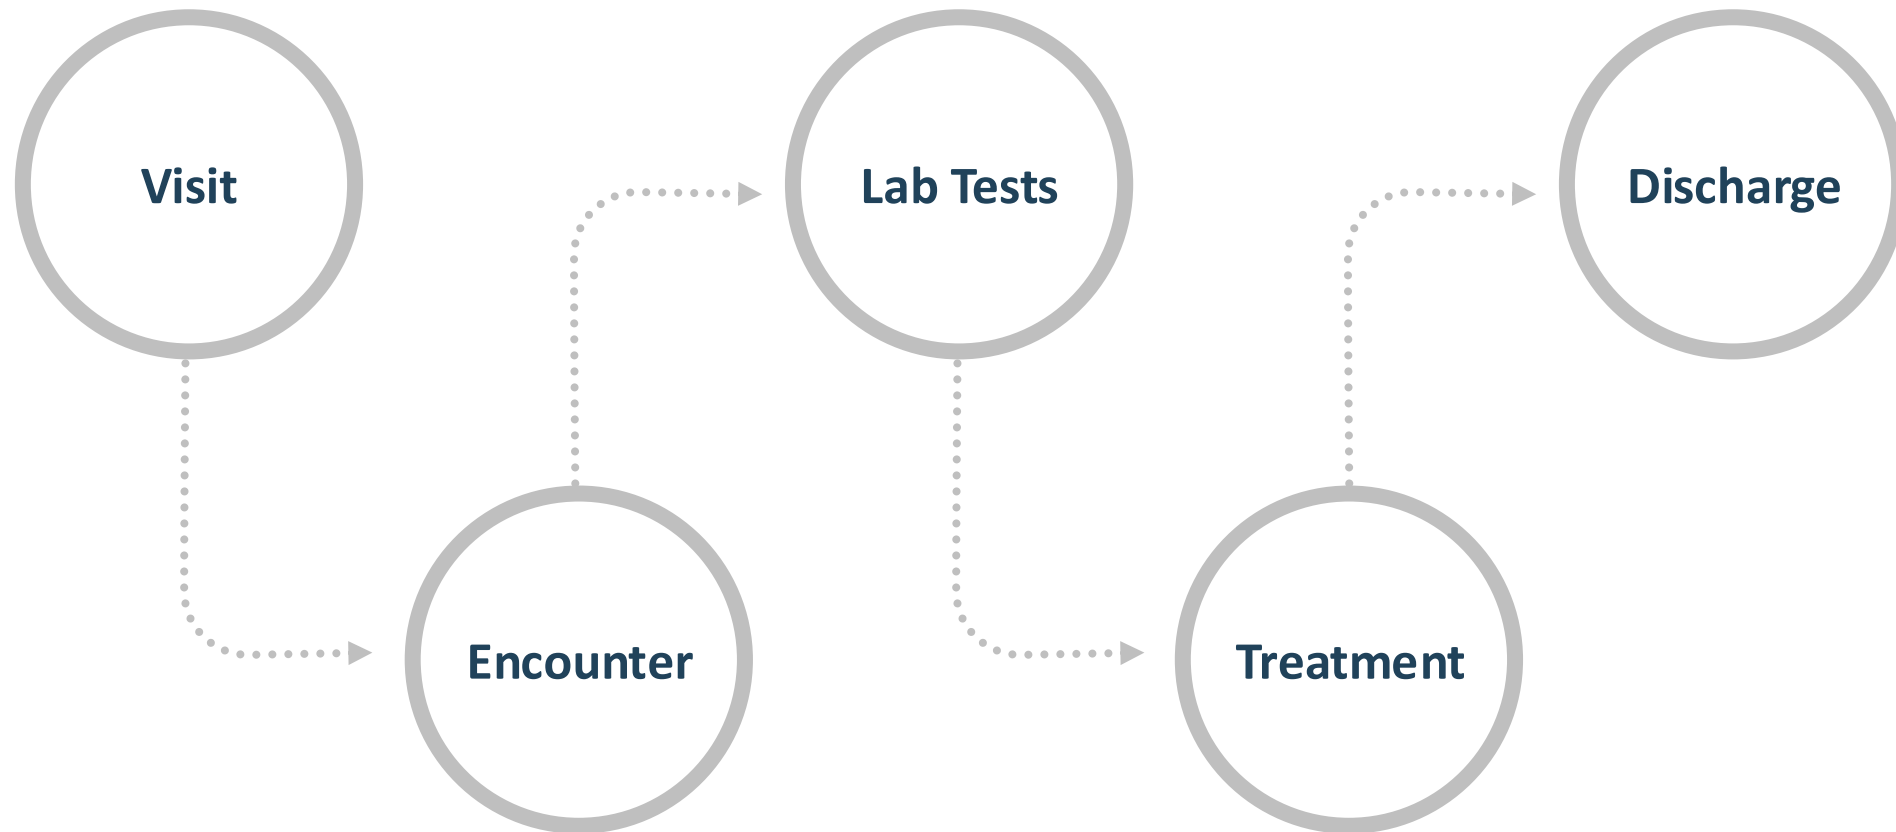 Visit
Encounter
Lab Tests
Treatment
Discharge